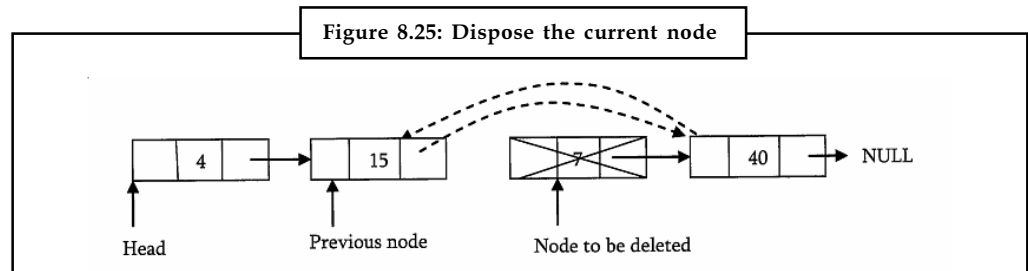 Figure 8.25: Dispose the current node
4 15 7 40 NULL
Head Previous node Node to be deleted